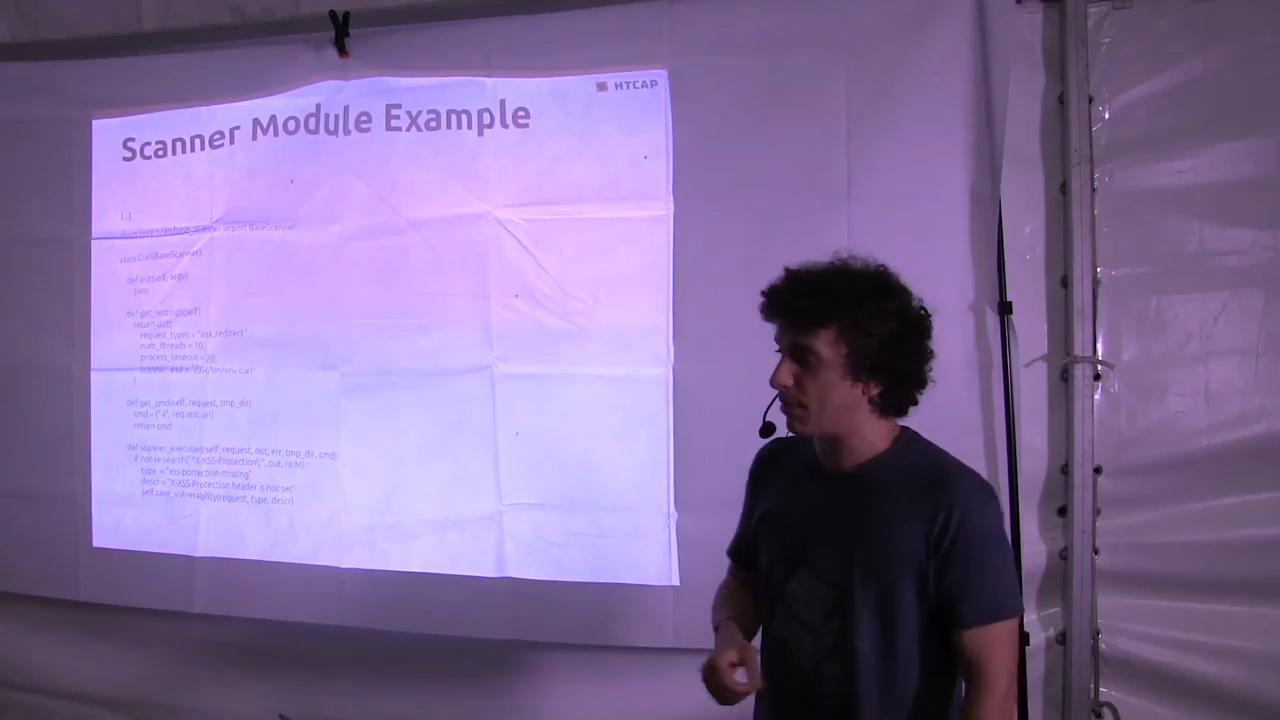 HTCAP
Scanner Module Example
[...]
from core.scan.base_scanner import BaseScanner
class Curl(BaseScanner):
def init(self, argv):
pass
def get_settings(self):
return dict(
request_types = "link,redirect",
num_threads = 10,
process_timeout = 20,
scanner_exe = "/usr/bin/env curl"
)
def get_cmd(self, request, tmp_dir):
cmd = ["-I", request.url]
return cmd
def scanner_executed(self, request, out, err, tmp_dir, cmd):
if not re.search("^X-XSS-Protection\:", out, re.M):
type = "xss-portection-missing"
descr = "X-XSS-Protection header is not set"
self.save_vulnerability(request, type, descr)